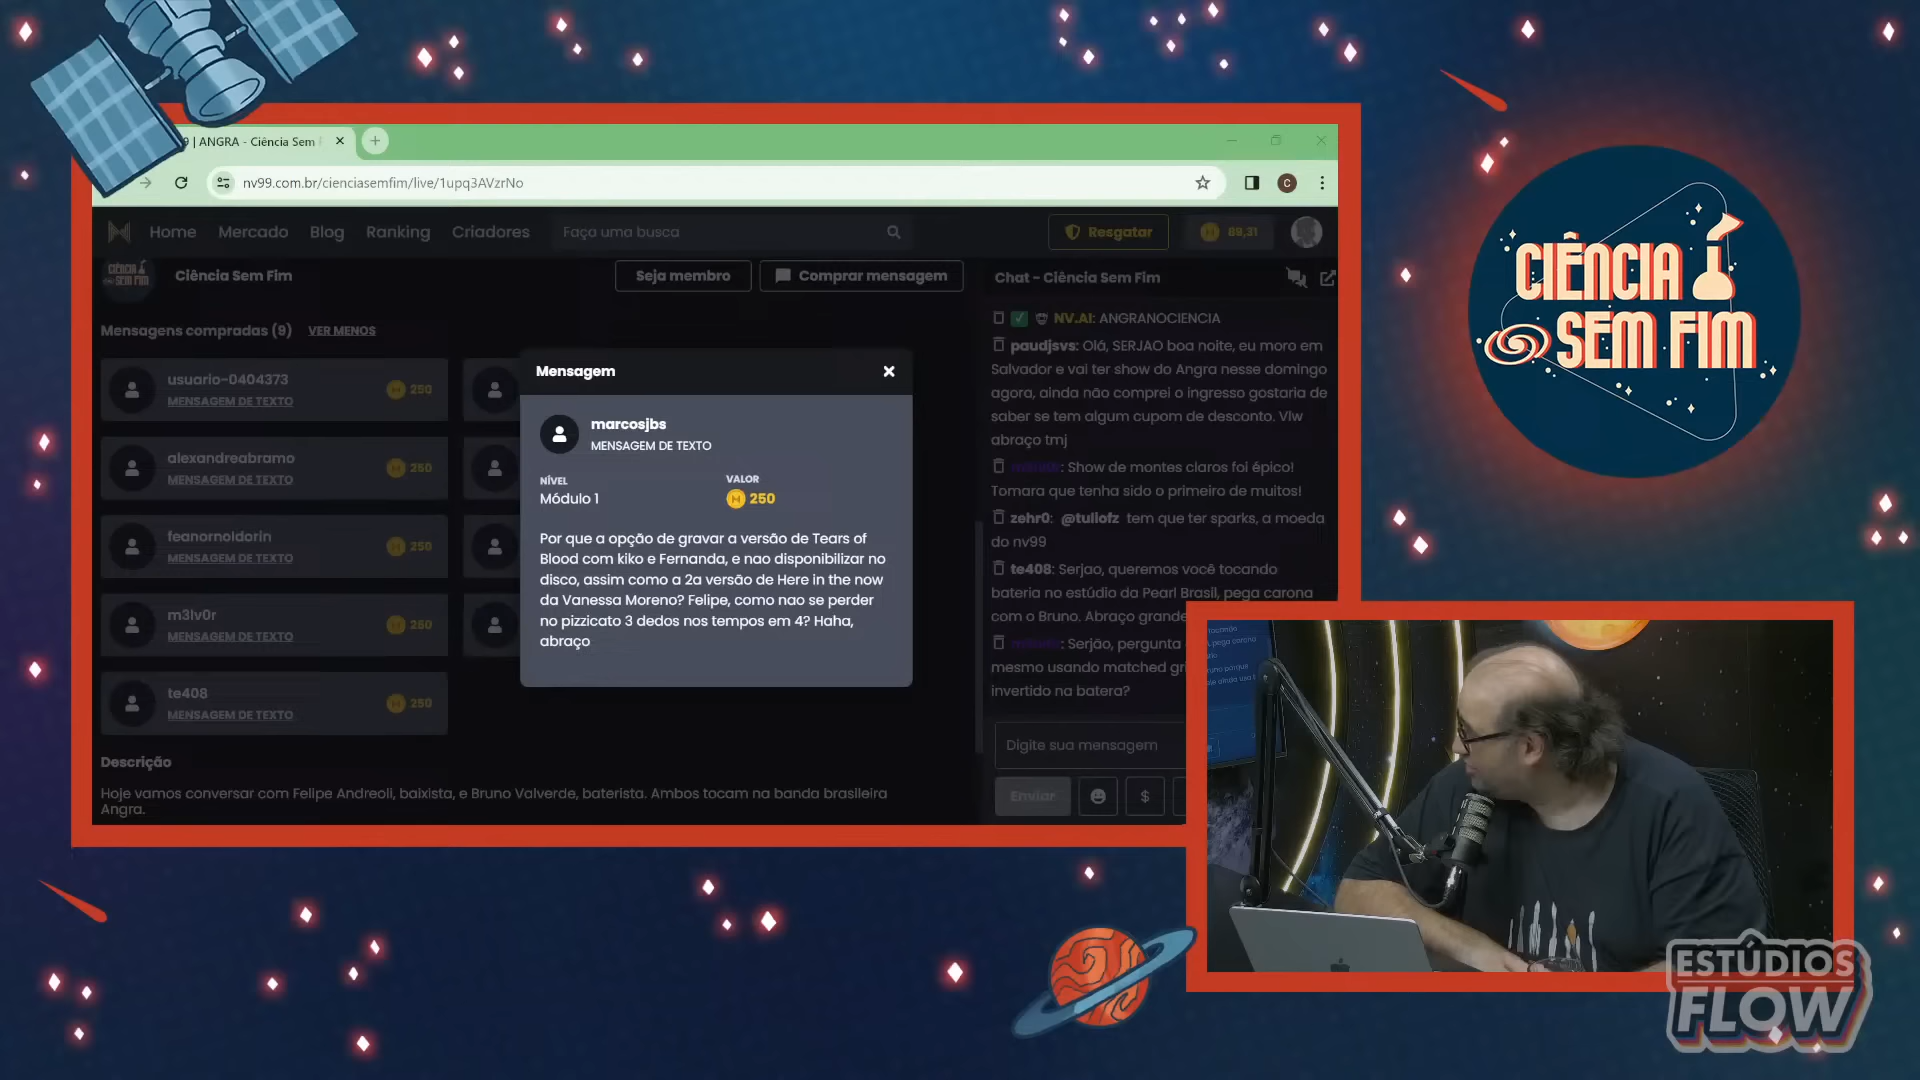 9 | ANGRA - Ciência Sem
nv99.com.br/cienciasemfim/live/1upq3AVzrNo
C
Home Mercado Blog Ranking Criadores Faça uma busca Resgatar 89,31
CIÊNCIA SEM FIM
Ciência Sem Fim
Seja membro Comprar mensagem
Mensagens compradas (9) VER MENOS
usuario-0404373
MENSAGEM DE TEXTO
250
alexandreabramo
MENSAGEM DE TEXTO
250
feanornoldorin
MENSAGEM DE TEXTO
250
m3lv0r
MENSAGEM DE TEXTO
250
te408
MENSAGEM DE TEXTO
250
Descrição
Hoje vamos conversar com Felipe Andreoli, baixista, e Bruno Valverde, baterista. Ambos tocam na banda brasileira
Angra.
Mensagem
marcosjbs
MENSAGEM DE TEXTO
NÍVEL
Módulo 1
VALOR
250
Por que a opção de gravar a versão de Tears of
Blood com kiko e Fernanda, e nao disponibilizar no
disco, assim como a 2a versão de Here in the now
da Vanessa Moreno? Felipe, como nao se perder
no pizzicato 3 dedos nos tempos em 4? Haha,
abraço
Chat - Ciência Sem Fim
NV.AI: ANGRANOCIENCIA
paudjsvs: Olá, SERJAO boa noite, eu moro em
Salvador e vai ter show do Angra nesse domingo
agora, ainda não comprei o ingresso gostaria de
saber se tem algum cupom de desconto. Vlw
abraço tmj
: Show de montes claros foi épico!
Tomara que tenha sido o primeiro de muitos!
zehr0: @tuliofz tem que ter sparks, a moeda
do nv99
te408: Serjao, queremos você tocando
bateria no estúdio da Pearl Brasil, pega carona
com o Bruno. Abraço grande
: Serjão, pergunta
mesmo usando matched gri
invertido na batera?
Digite sua mensagem
Enviar
$
CIÊNCIA
SEM FIM
pega carona
ESTÚDIOS
FLOW